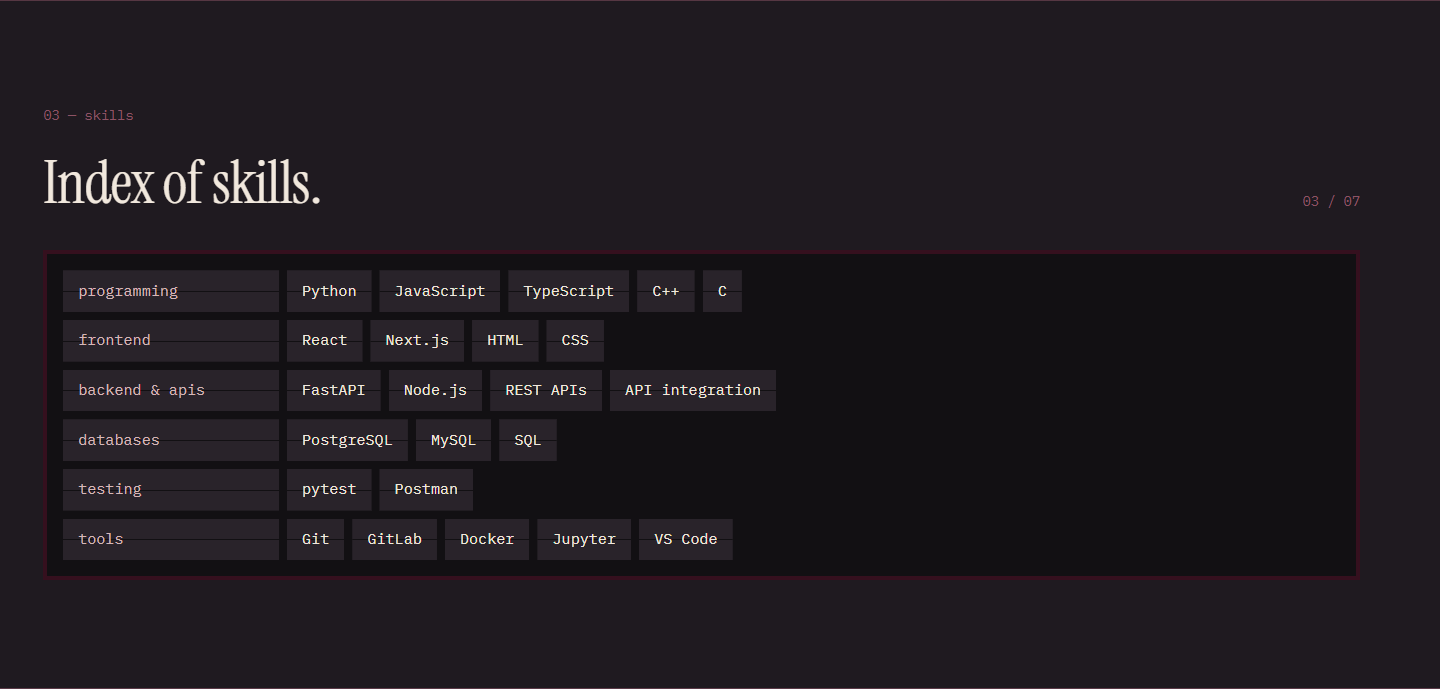 03 — skills
Index of skills.
03 / 07
programming Python JavaScript TypeScript C++ C
frontend React Next.js HTML CSS
backend & apis FastAPI Node.js REST APIs API integration
databases PostgreSQL MySQL SQL
testing pytest Postman
tools Git GitLab Docker Jupyter VS Code